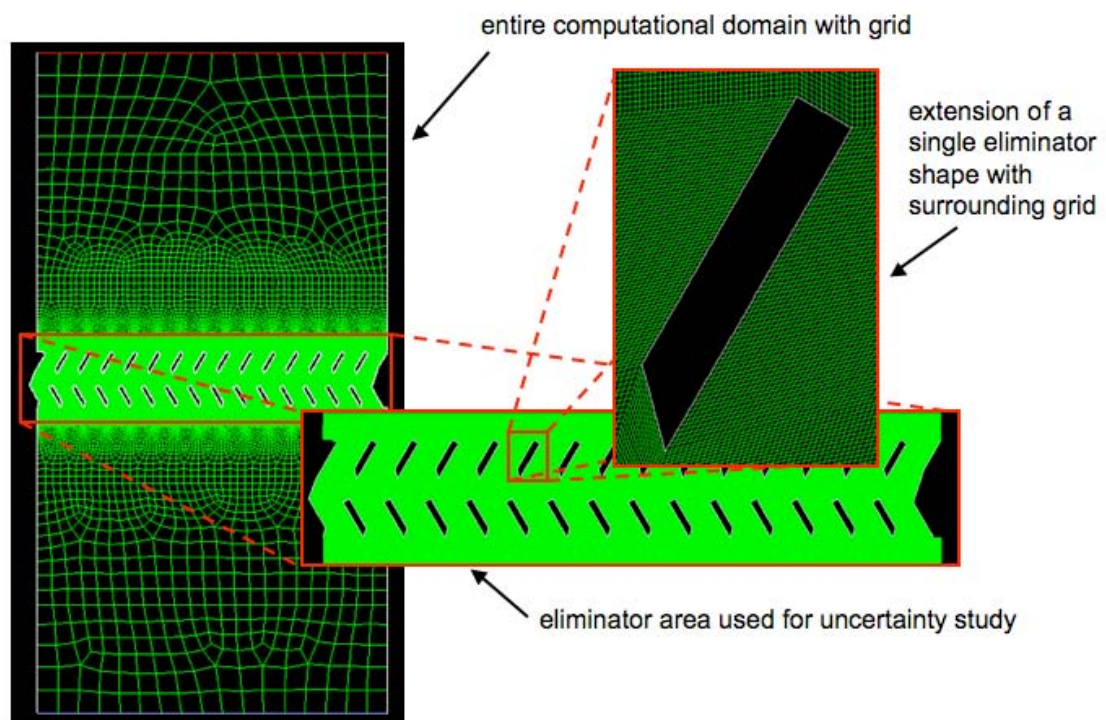 entire computational domain with grid
extension of a
single eliminator
shape with
surrounding grid
eliminator area used for uncertainty study